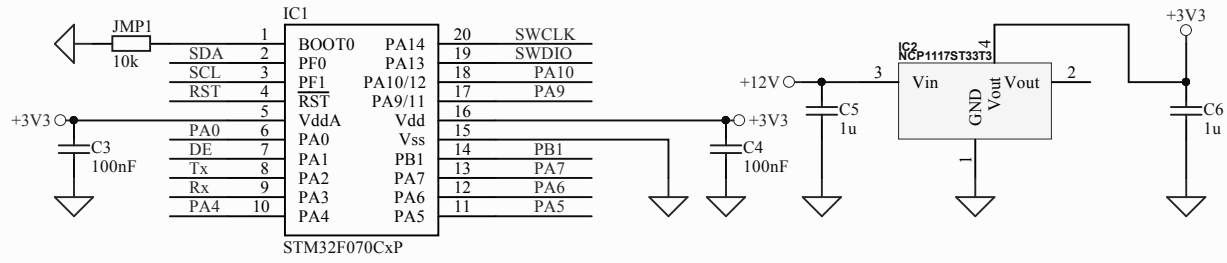 IC1
JMP1
10k
1 BOOT0 PA14 20 SWCLK
SDA 2 PF0 PA13 19 SWDIO
SCL 3 PF1 PA10/12 18 PA10
RST 4 RST PA9/11 17 PA9
+3V3 5 VddA Vdd 16 +3V3
PA0 6 PA0 Vss 15
DE 7 PA1 PB1 14 PB1
Tx 8 PA2 PA7 13 PA7
Rx 9 PA3 PA6 12 PA6
PA4 10 PA4 PA5 11 PA5
C3
100nF
C4
100nF
STM32F070CxP
IC2
NCP1117ST33T3
+12V 3 Vin GND Vout Vout 2
4
1
C5
1u
+3V3
C6
1u